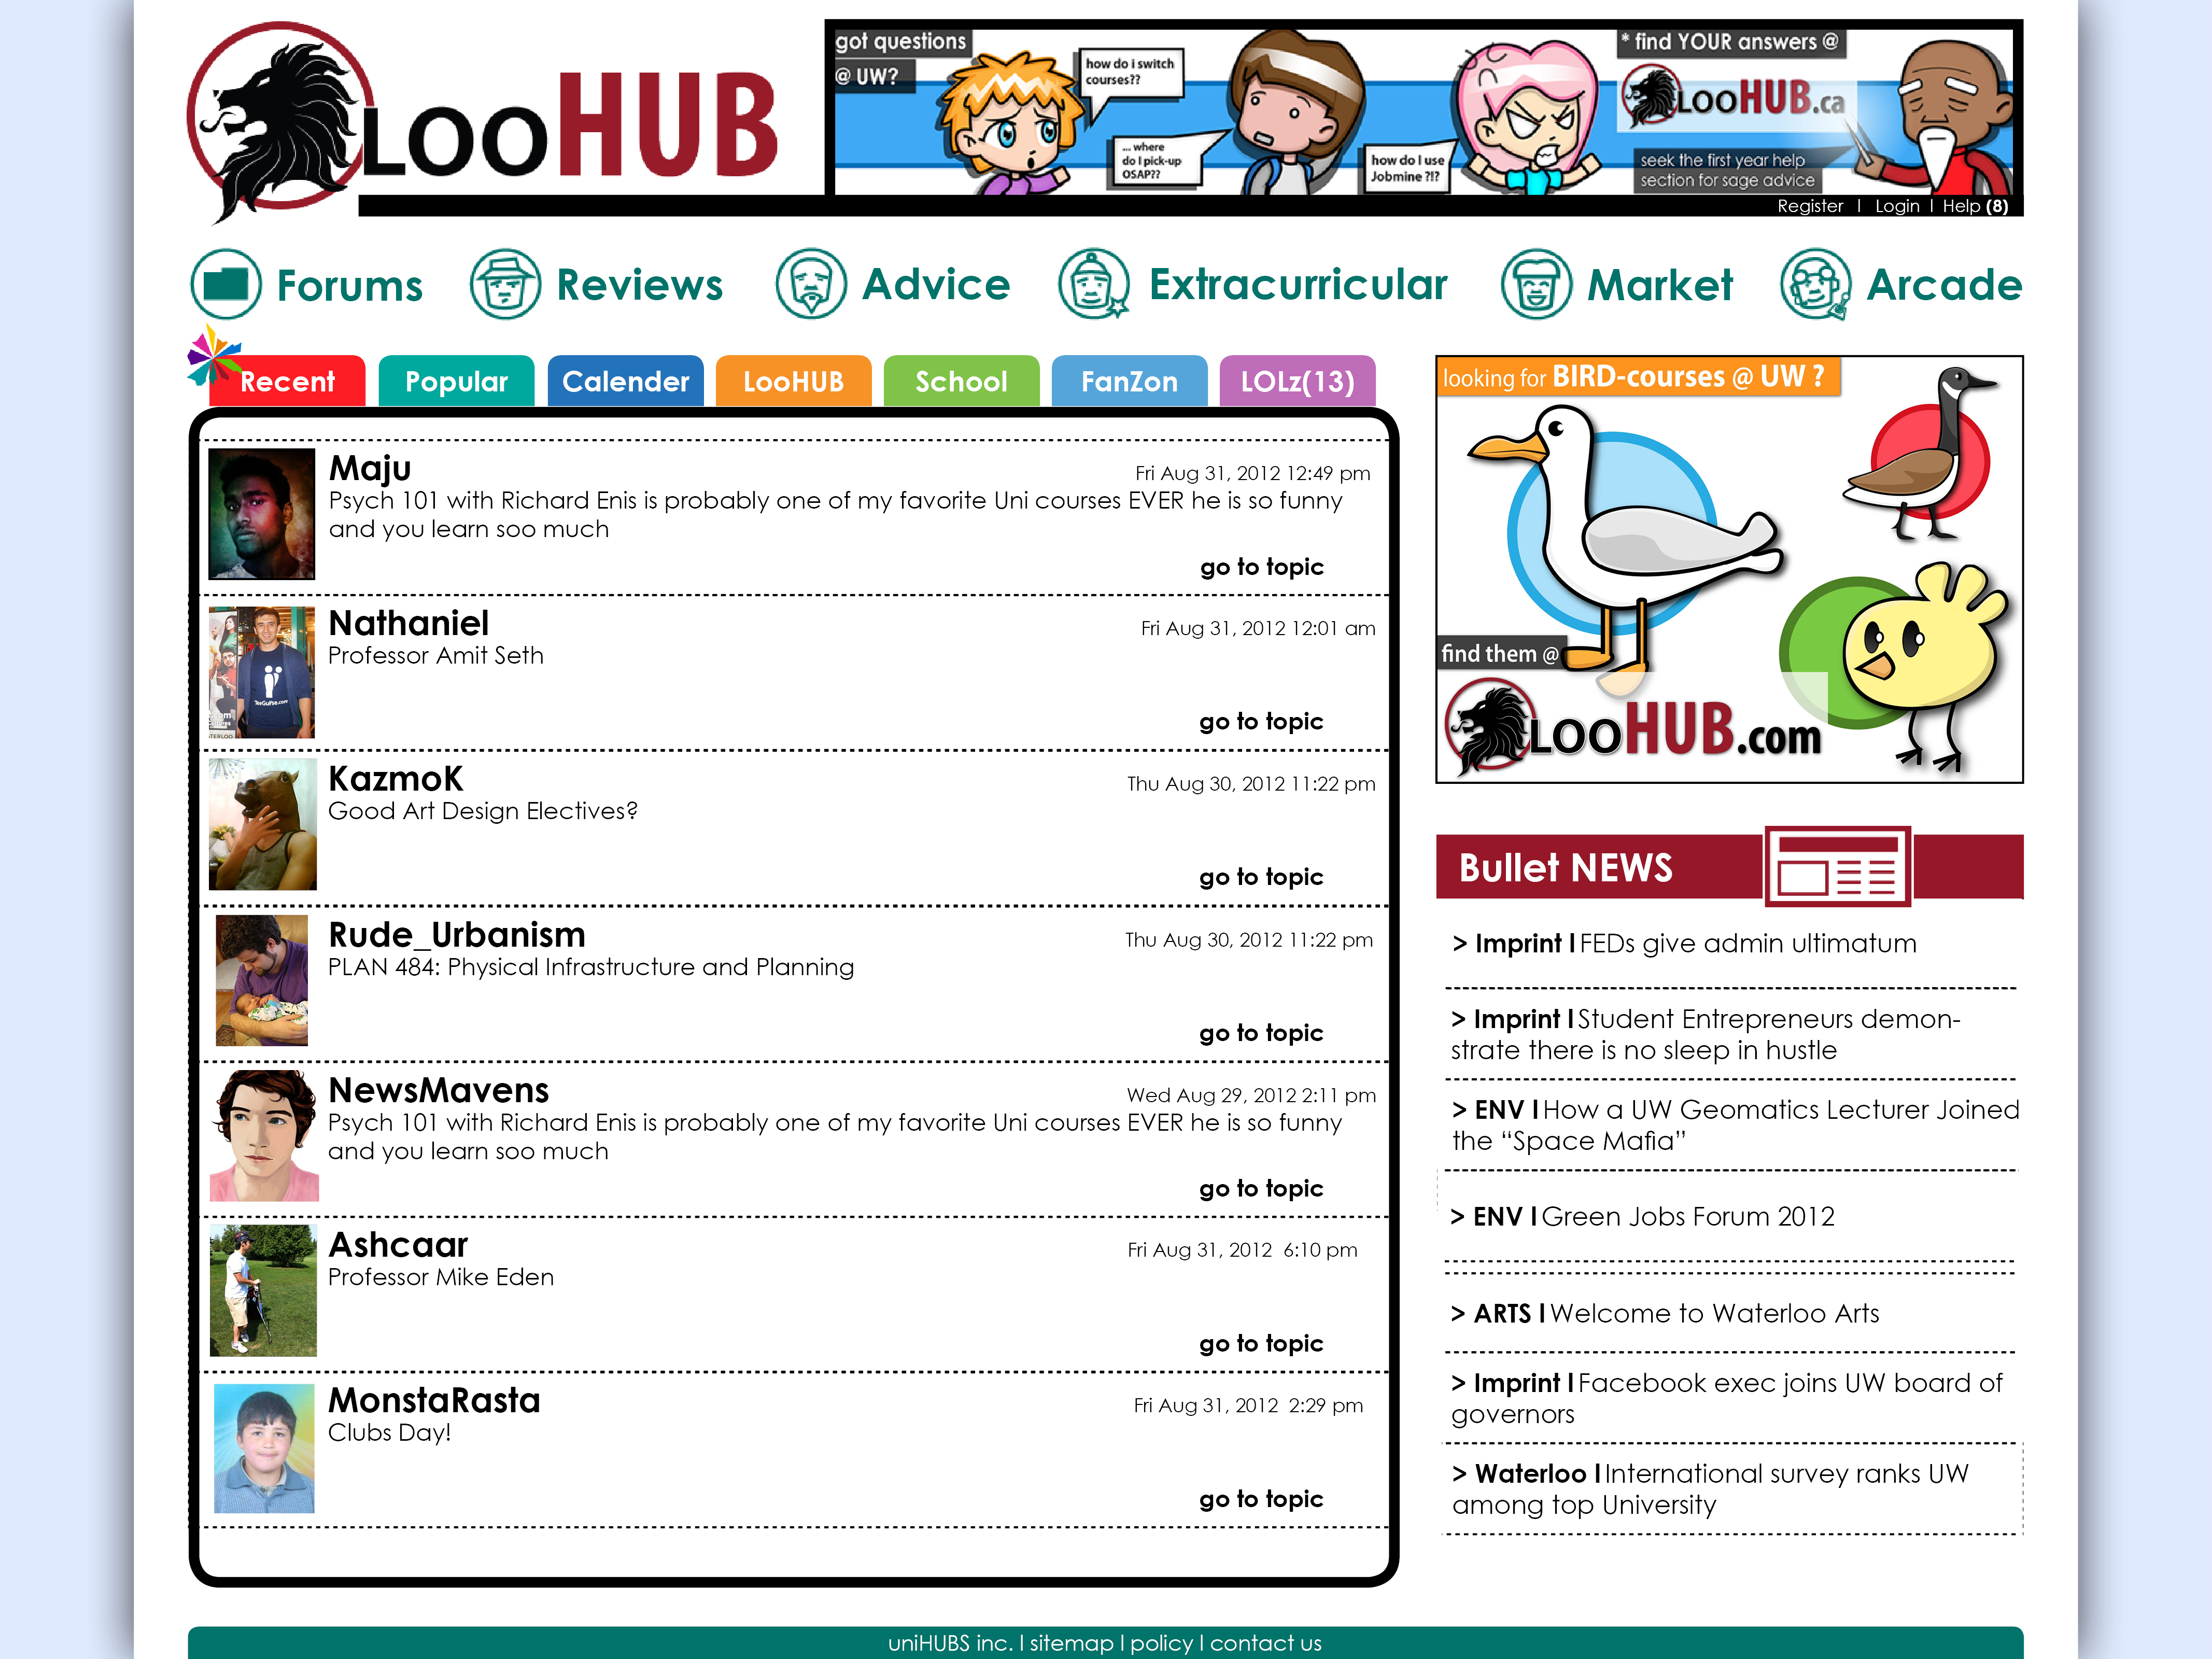 LOOHUB
got questions
@ UW?
how do i switch
courses??
... where
do I pick-up
OSAP??
how do I use
Jobmine ?!?
* find YOUR answers @
LOOHUB.ca
seek the first year help
section for sage advice
Register | Login | Help (8)
Forums Reviews Advice Extracurricular Market Arcade
Recent Popular Calender LooHUB School FanZon LOLz(13)
Maju Fri Aug 31, 2012 12:49 pm
Psych 101 with Richard Enis is probably one of my favorite Uni courses EVER he is so funny
and you learn soo much
go to topic
Nathaniel Fri Aug 31, 2012 12:01 am
Professor Amit Seth
go to topic
KazmoK Thu Aug 30, 2012 11:22 pm
Good Art Design Electives?
go to topic
Rude_Urbanism Thu Aug 30, 2012 11:22 pm
PLAN 484: Physical Infrastructure and Planning
go to topic
NewsMavens Wed Aug 29, 2012 2:11 pm
Psych 101 with Richard Enis is probably one of my favorite Uni courses EVER he is so funny
and you learn soo much
go to topic
Ashcaar Fri Aug 31, 2012 6:10 pm
Professor Mike Eden
go to topic
MonstaRasta Fri Aug 31, 2012 2:29 pm
Clubs Day!
go to topic
looking for BIRD-courses @ UW ?
find them @
LOOHUB.com
Bullet NEWS
> Imprint | FEDs give admin ultimatum
> Imprint | Student Entrepreneurs demon-
strate there is no sleep in hustle
> ENV | How a UW Geomatics Lecturer Joined
the “Space Mafia”
> ENV | Green Jobs Forum 2012
> ARTS | Welcome to Waterloo Arts
> Imprint | Facebook exec joins UW board of
governors
> Waterloo | International survey ranks UW
among top University
uniHUBS inc. | sitemap | policy | contact us